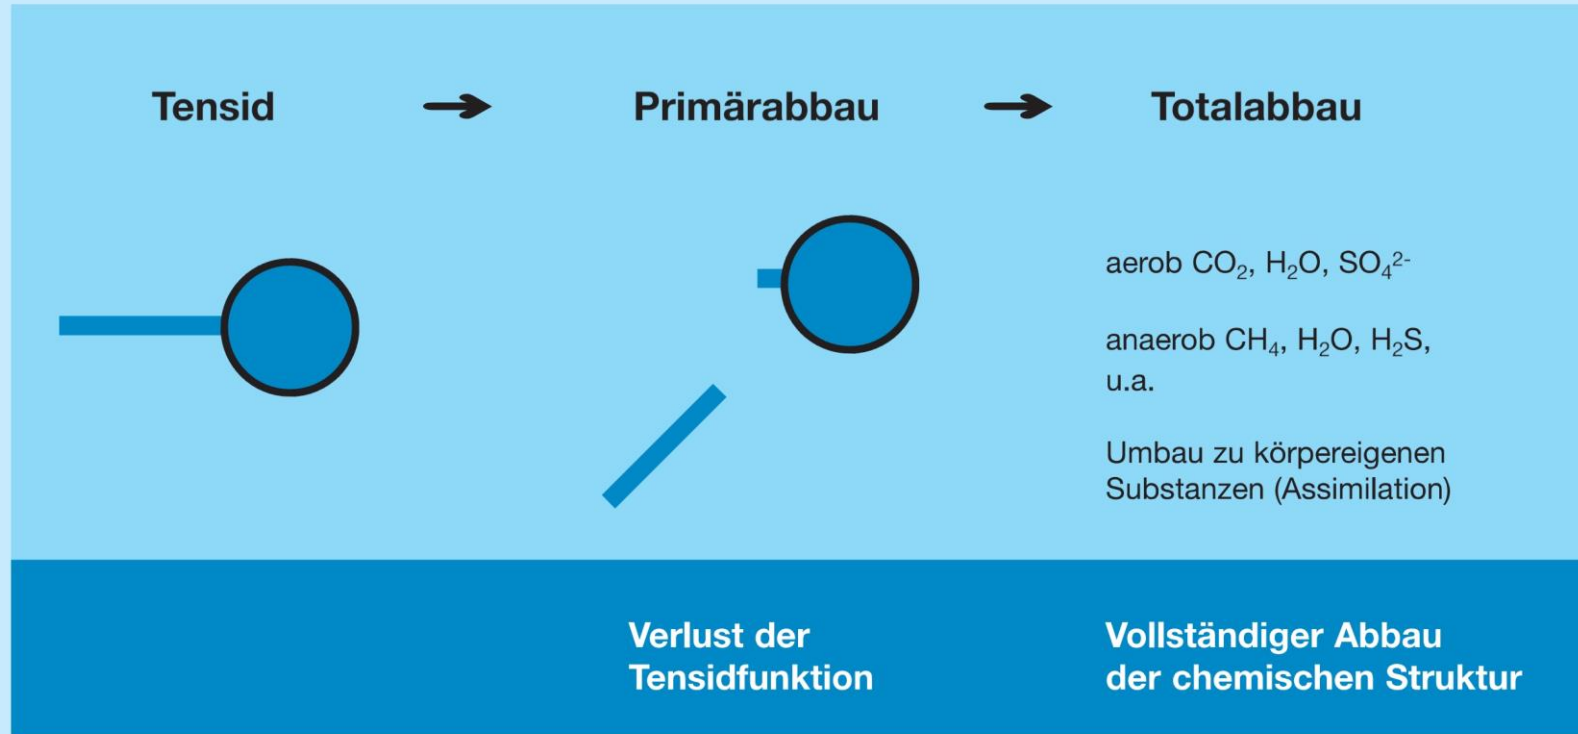 Tensid → Primärabbau → Totalabbau
aerob CO₂, H₂O, SO₄²⁻
anaerob CH₄, H₂O, H₂S,
u.a.
Umbau zu körpereigenen
Substanzen (Assimilation)
Verlust der
Tensidfunktion
Vollständiger Abbau
der chemischen Struktur